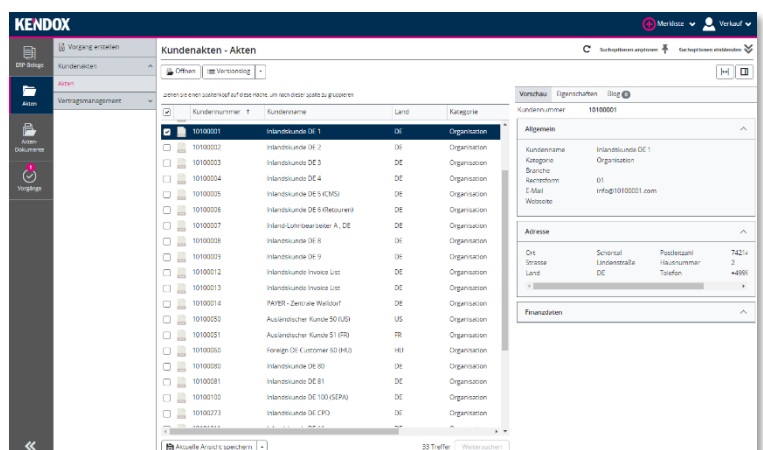 KENDOX
Merkliste
Verkauf
ERP Belege
Akten
Akten-
Dokumente
Vorgänge
Vorgang erstellen
Kundenakten
Akten
Vertragsmanagement
Kundenakten - Akten
Suchoptionen anpinnen
Suchoptionen einblenden
Öffnen
Versionslog
Ziehen Sie einen Spaltenkopf auf diese Fläche, um nach dieser Spalte zu gruppieren
Kundennummer ↑ Kundenname Land Kategorie
10100001 Inlandskunde DE 1 DE Organisation
10100002 Inlandskunde DE 2 DE Organisation
10100003 Inlandskunde DE 3 DE Organisation
10100004 Inlandskunde DE 4 DE Organisation
10100005 Inlandskunde DE 5 (CMS) DE Organisation
10100006 Inlandskunde DE 6 (Retouren) DE Organisation
10100007 Inland-Lohnbearbeiter A , DE DE Organisation
10100008 Inlandskunde DE 8 DE Organisation
10100009 Inlandskunde DE 9 DE Organisation
10100012 Inlandskunde Invoice List DE Organisation
10100013 Inlandskunde Invoice List DE Organisation
10100014 PAYER - Zentrale Walldorf DE Organisation
10100050 Ausländischer Kunde 50 (US) US Organisation
10100051 Ausländischer Kunde 51 (FR) FR Organisation
10100060 Foreign DE Customer 60 (HU) HU Organisation
10100080 Inlandskunde DE 80 DE Organisation
10100081 Inlandskunde DE 81 DE Organisation
10100100 Inlandskunde DE 100 (SEPA) DE Organisation
10100273 Inlandskunde DE CPD DE Organisation
Aktuelle Ansicht speichern
33 Treffer
Weitersuchen
Vorschau Eigenschaften Blog 0
Kundennummer 10100001
Allgemein
Kundenname Inlandskunde DE 1
Kategorie Organisation
Branche
Rechtsform 01
E-Mail info@10100001.com
Webseite
Adresse
Ort Schöntal Postleitzahl 7421
Strasse Lindenstraße Hausnummer 2
Land DE Telefon +499
Finanzdaten